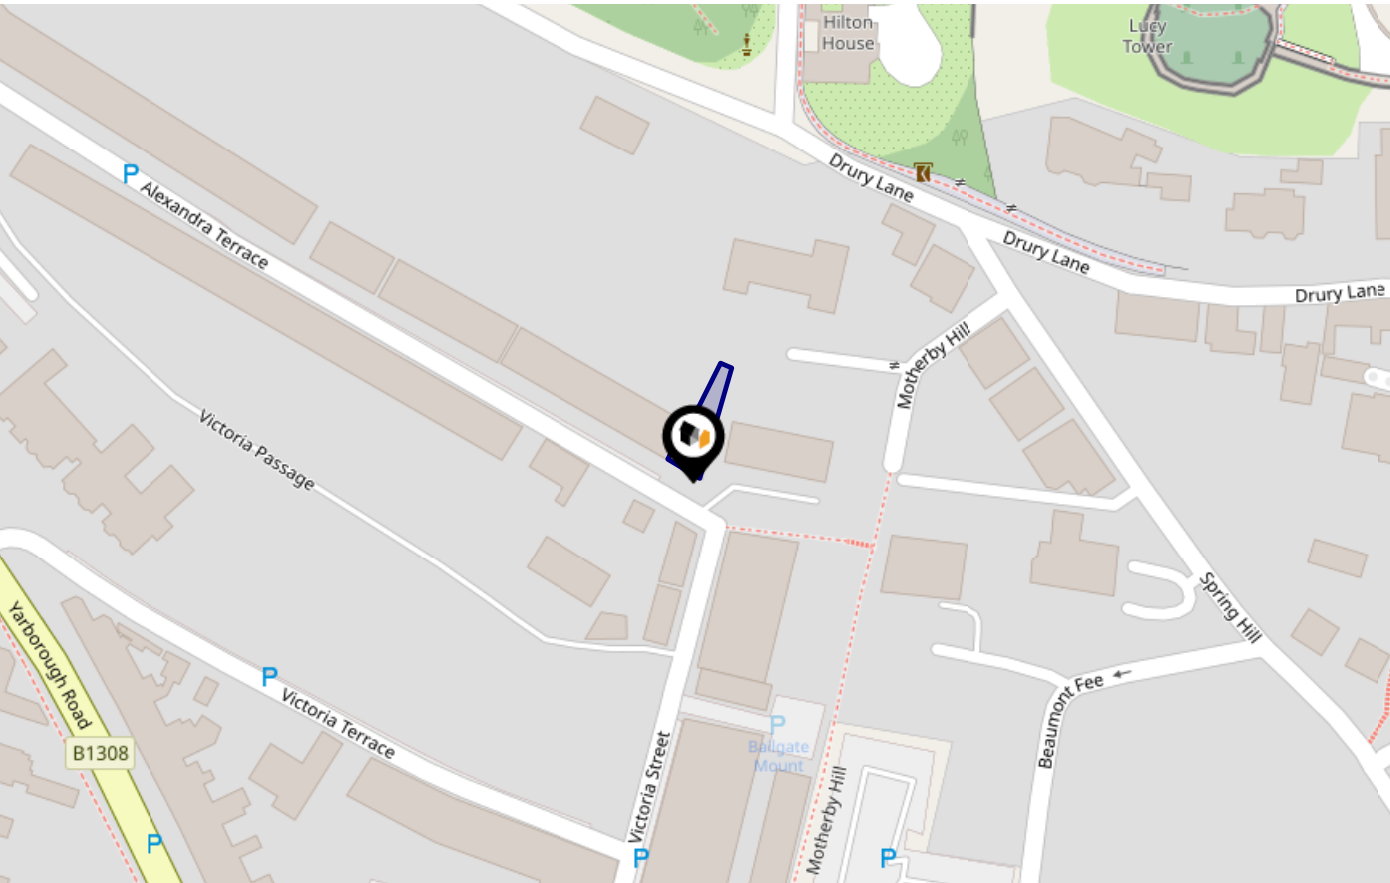 Hilton
House
Lucy
Tower
Drury Lane
Drury Lane
Drury Lane
P
Alexandra Terrace
Motherby Hill
Victoria Passage
Spring Hill
Yarborough Road
P
Victoria Terrace
Beaumont Fee
B1308
P
Bailgate
Mount
Victoria Street
Motherby Hill
P
P
P